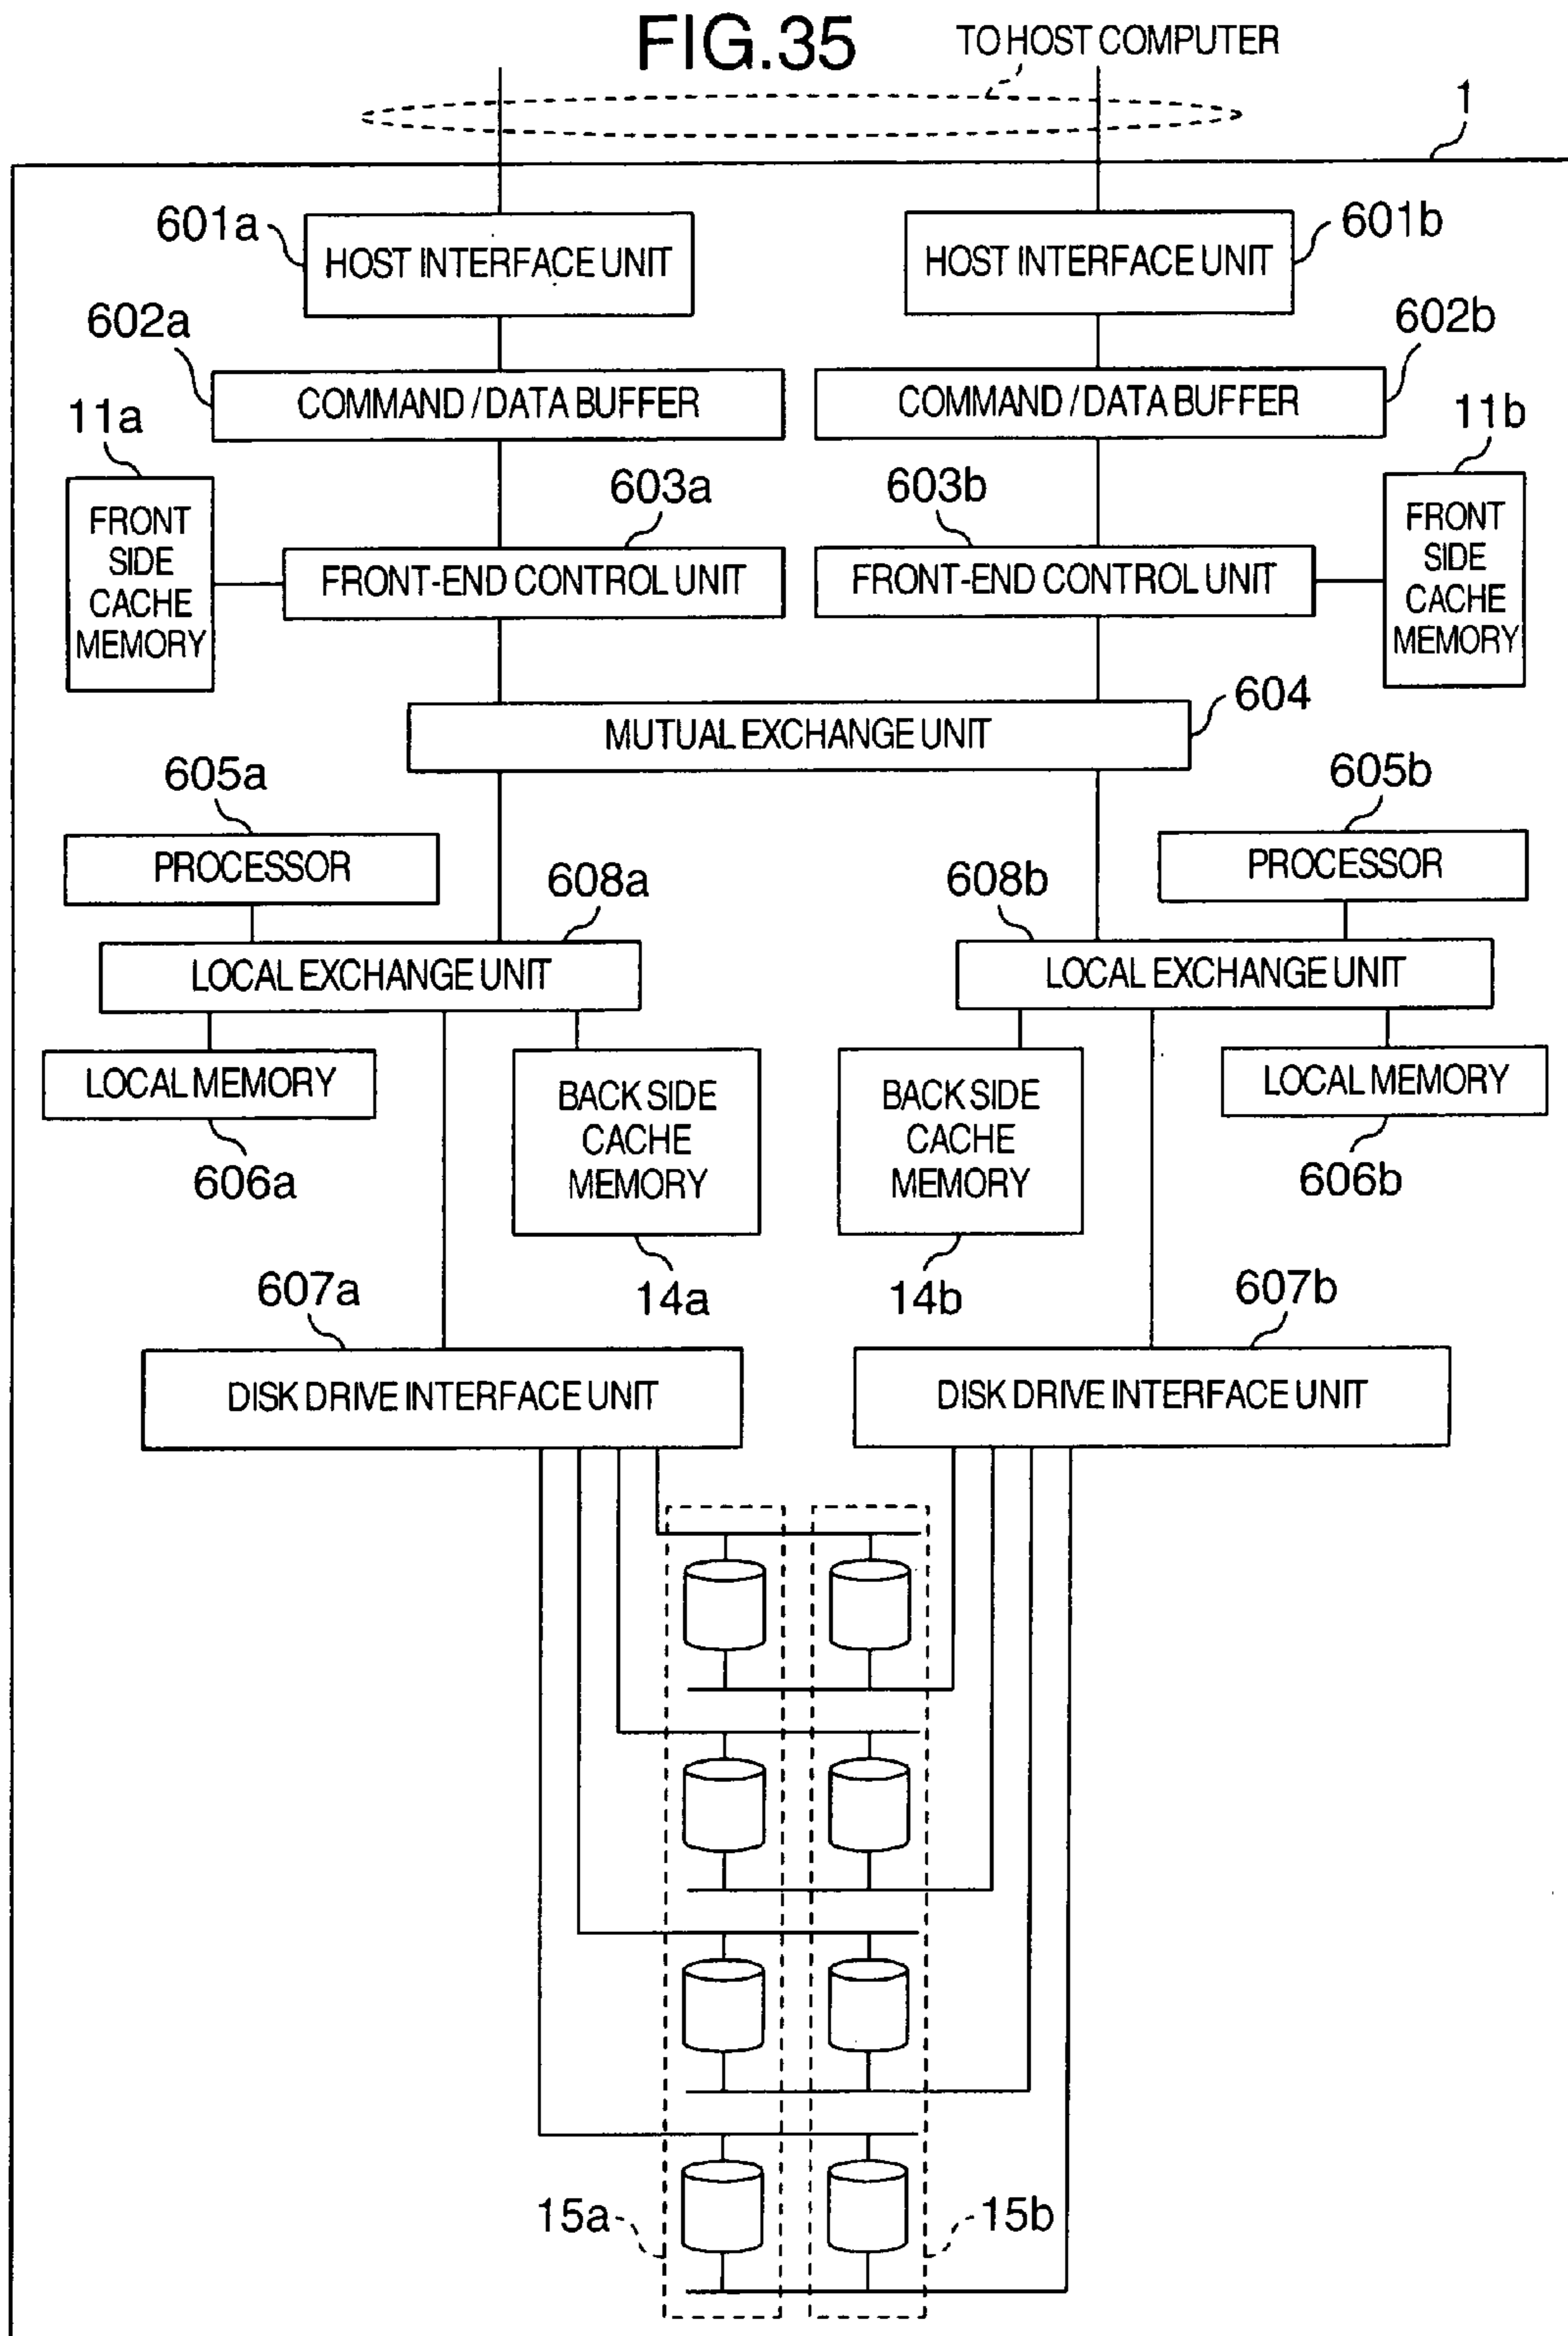 FIG.35
TO HOST COMPUTER
1
601a
HOST INTERFACE UNIT
HOST INTERFACE UNIT
601b
602a
COMMAND / DATA BUFFER
COMMAND / DATA BUFFER
602b
11a
FRONT
SIDE
CACHE
MEMORY
603a
FRONT-END CONTROL UNIT
603b
FRONT-END CONTROL UNIT
11b
FRONT
SIDE
CACHE
MEMORY
MUTUAL EXCHANGE UNIT
604
605a
PROCESSOR
605b
PROCESSOR
608a
LOCAL EXCHANGE UNIT
608b
LOCAL EXCHANGE UNIT
LOCAL MEMORY
606a
BACK SIDE
CACHE
MEMORY
14a
BACK SIDE
CACHE
MEMORY
14b
LOCAL MEMORY
606b
607a
DISK DRIVE INTERFACE UNIT
607b
DISK DRIVE INTERFACE UNIT
15a
15b